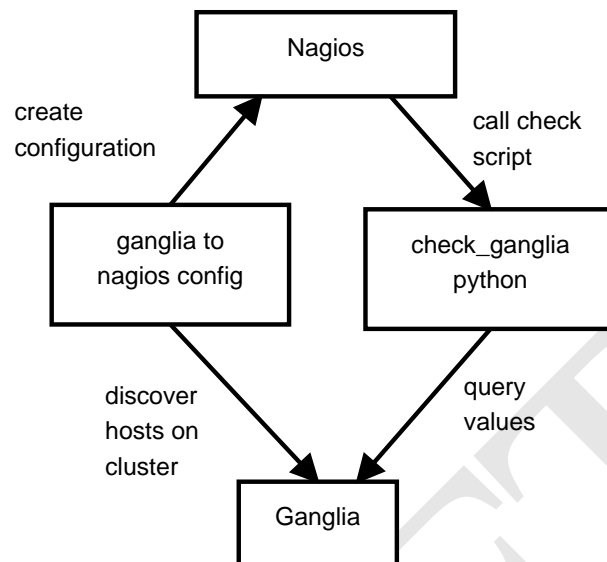 Nagios
create
configuration
call check
script
ganglia to
nagios config
check_ganglia
python
discover
hosts on
cluster
query
values
Ganglia